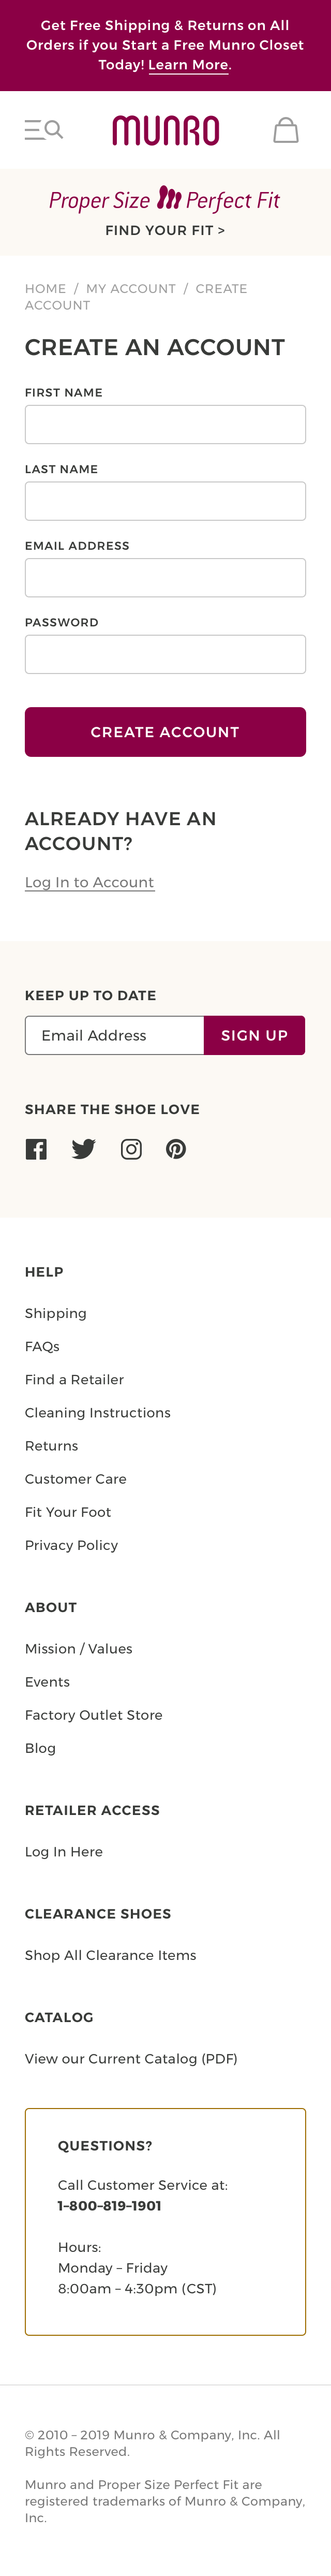 Get Free Shipping & Returns on All
Orders if you Start a Free Munro Closet
Today! Learn More.
MUNRO
Proper Size Perfect Fit
FIND YOUR FIT >
HOME / MY ACCOUNT / CREATE
ACCOUNT
CREATE AN ACCOUNT
FIRST NAME
LAST NAME
EMAIL ADDRESS
PASSWORD
CREATE ACCOUNT
ALREADY HAVE AN
ACCOUNT?
Log In to Account
KEEP UP TO DATE
Email Address SIGN UP
SHARE THE SHOE LOVE
HELP
Shipping
FAQs
Find a Retailer
Cleaning Instructions
Returns
Customer Care
Fit Your Foot
Privacy Policy
ABOUT
Mission / Values
Events
Factory Outlet Store
Blog
RETAILER ACCESS
Log In Here
CLEARANCE SHOES
Shop All Clearance Items
CATALOG
View our Current Catalog (PDF)
QUESTIONS?
Call Customer Service at:
1-800-819-1901
Hours:
Monday – Friday
8:00am – 4:30pm (CST)
© 2010 – 2019 Munro & Company, Inc. All
Rights Reserved.
Munro and Proper Size Perfect Fit are
registered trademarks of Munro & Company,
Inc.